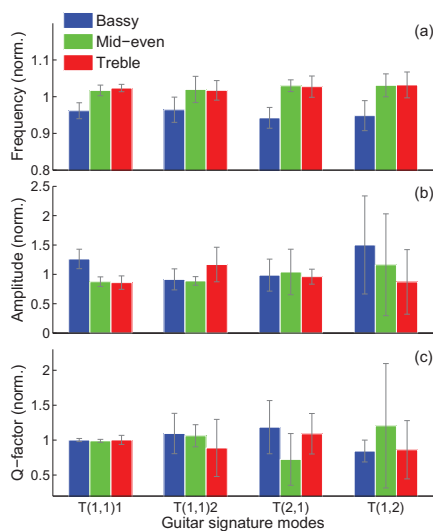 Bassy
Mid-even
Treble
(a)
Frequency (norm.)
1.1
1
0.9
0.8
(b)
Amplitude (norm.)
2.5
2
1.5
1
0.5
0
(c)
Q-factor (norm.)
2
1.5
1
0.5
T(1,1)1 T(1,1)2 T(2,1) T(1,2)
Guitar signature modes